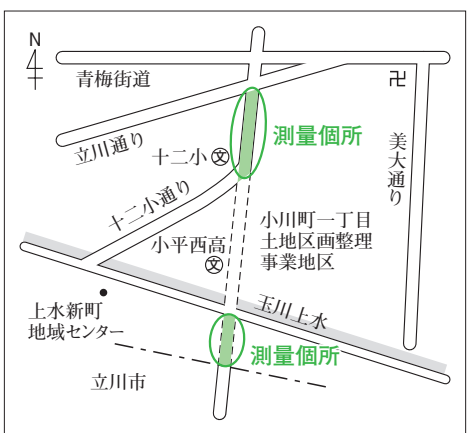 N
青梅街道
立川通り
十二小
文
測量個所
卍
美大通り
十二小通り
小平西高
文
小川町一丁目
土地区画整理
事業地区
上水新町
地域センター
玉川上水
測量個所
立川市